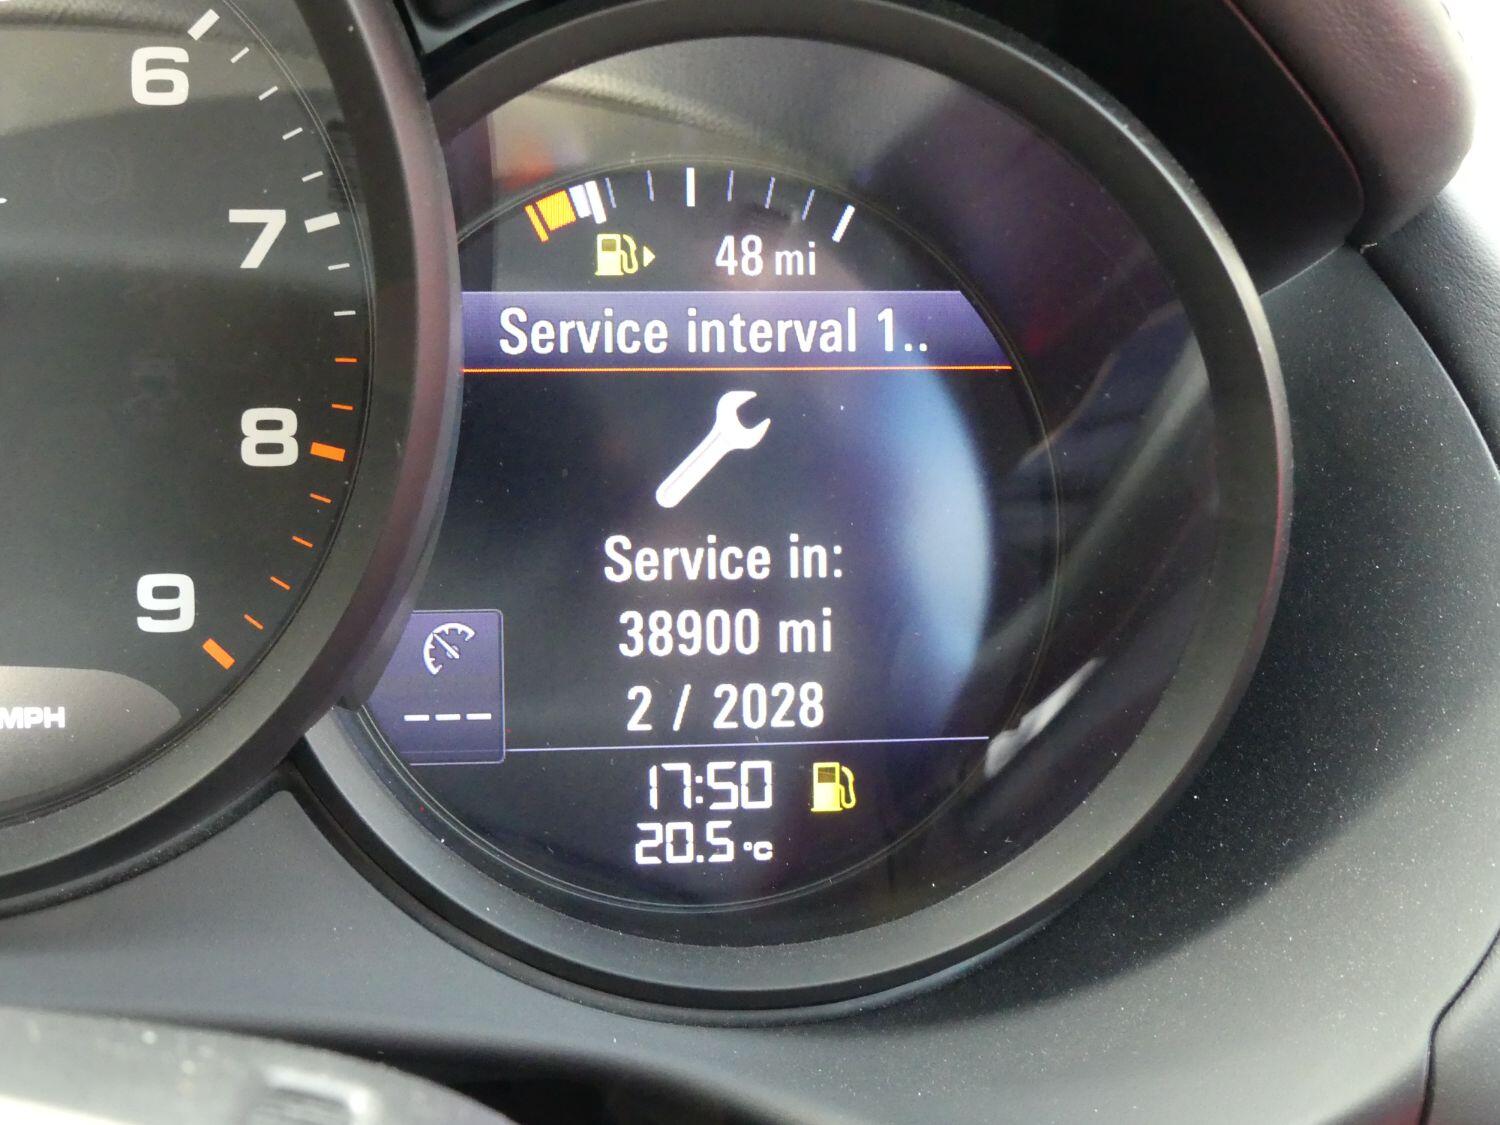 6
7
8
9
MPH
48 mi
Service interval 1..
Service in:
38900 mi
2 / 2028
---
17:50
20.5 °C